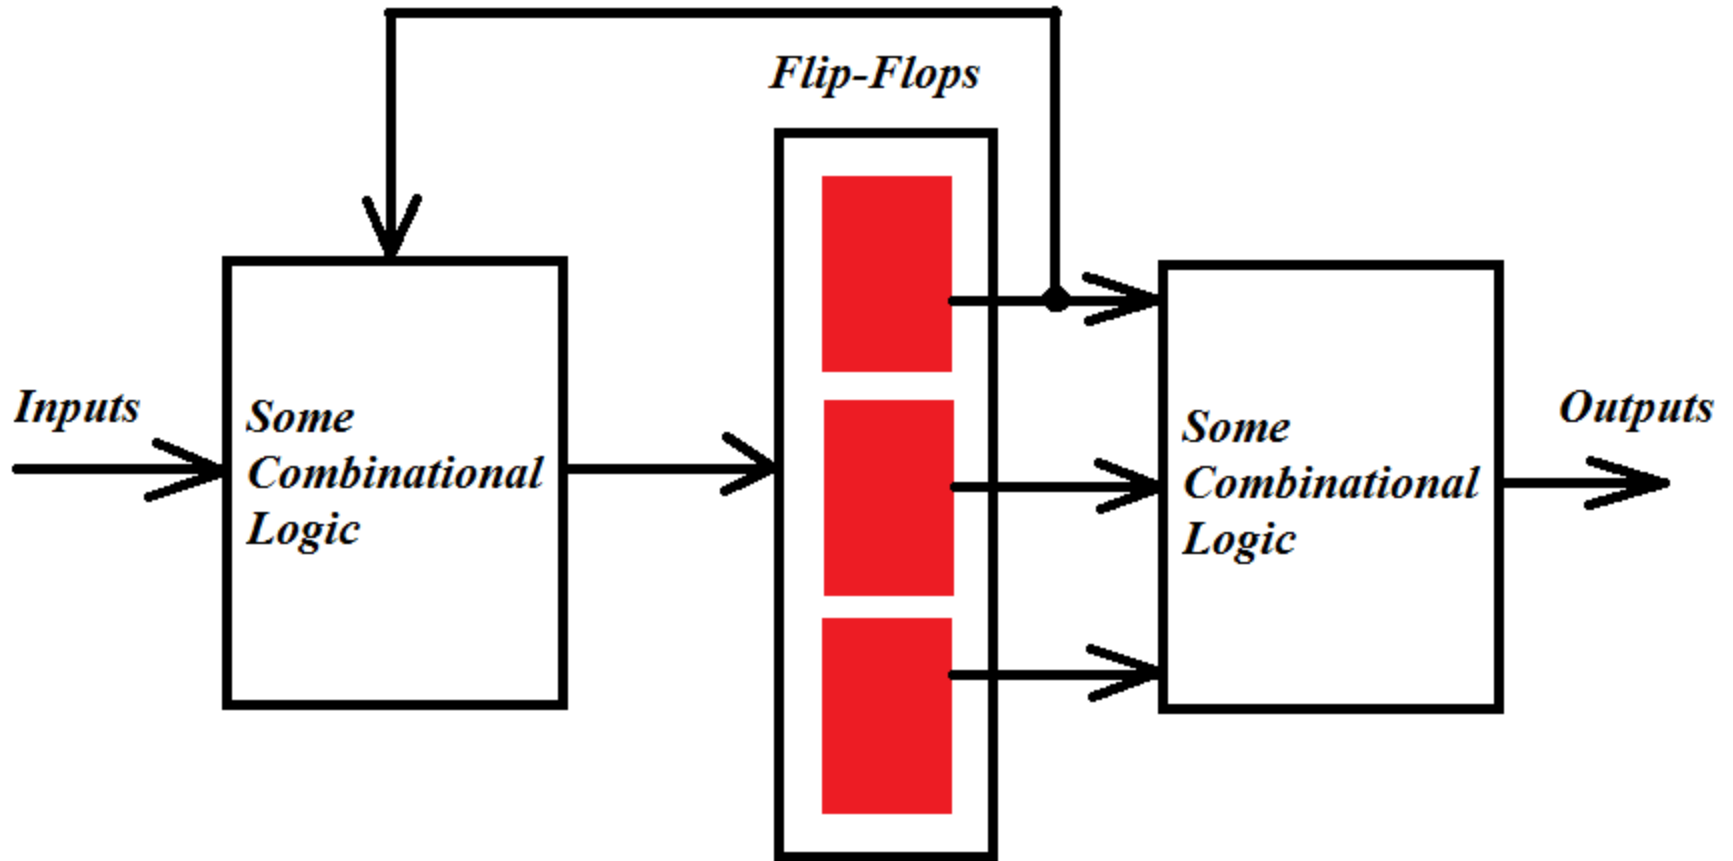 Flip-Flops
Inputs
Some
Combinational
Logic
Some
Combinational
Logic
Outputs